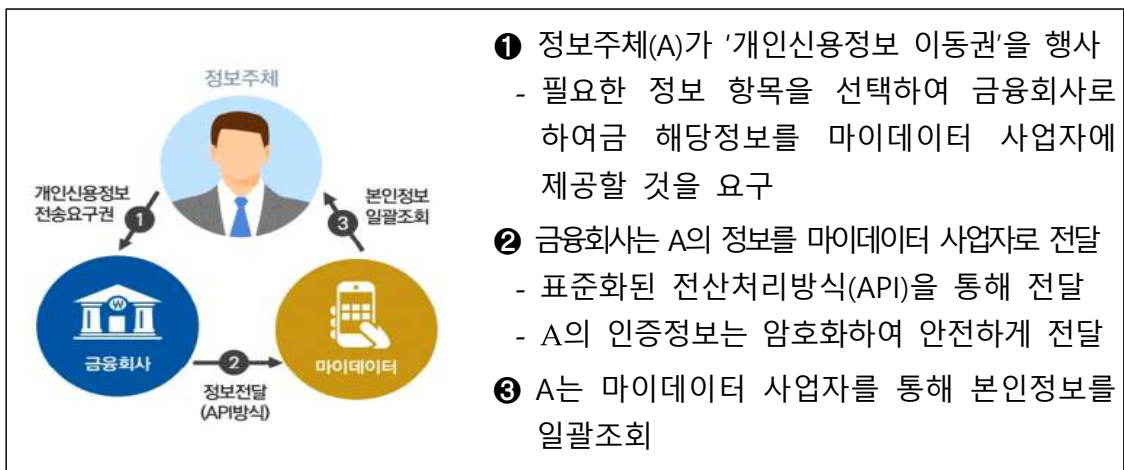 정보주체
개인신용정보
전송요구권
1
본인정보
일괄조회
3
₩
금융회사
마이데이터
2
정보전달
(API방식)
❶ 정보주체(A)가 '개인신용정보 이동권'을 행사
- 필요한 정보 항목을 선택하여 금융회사로
하여금 해당정보를 마이데이터 사업자에
제공할 것을 요구
❷ 금융회사는 A의 정보를 마이데이터 사업자로 전달
- 표준화된 전산처리방식(API)을 통해 전달
- A의 인증정보는 암호화하여 안전하게 전달
❸ A는 마이데이터 사업자를 통해 본인정보를
일괄조회